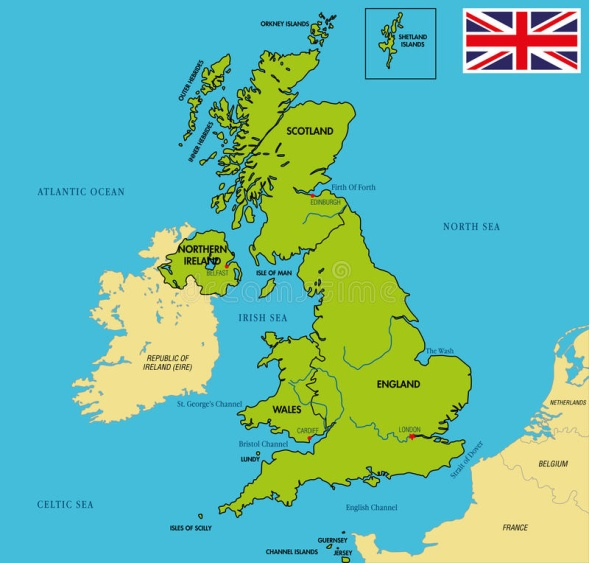 ORKNEY ISLANDS
SHETLAND
ISLANDS
OUTER HEBRIDES
INNER HEBRIDES
SCOTLAND
ATLANTIC OCEAN
Firth Of Forth
EDINBURGH
NORTH SEA
NORTHERN
IRELAND
BELFAST
ISLE OF MAN
dreamstime.com
IRISH SEA
REPUBLIC OF
IRELAND (EIRE)
The Wash
ENGLAND
St. George's Channel
WALES
NETHERLANDS
CARDIFF
LONDON
Bristol Channel
LUNDY
Strait of Dover
BELGIUM
CELTIC SEA
English Channel
ISLES OF SCILLY
FRANCE
GUERNSEY
CHANNEL ISLANDS
JERSEY